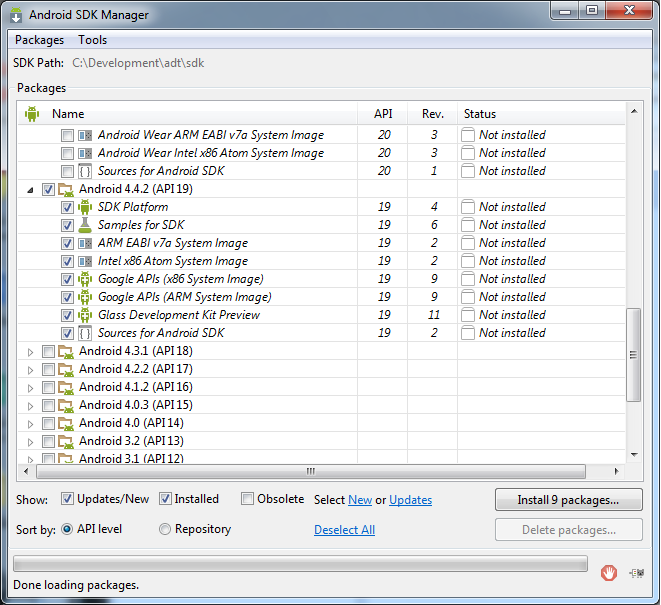 Android SDK Manager
Packages Tools
SDK Path: C:\Development\adt\sdk
Packages
Name API Rev. Status
Android Wear ARM EABI v7a System Image 20 3 Not installed
Android Wear Intel x86 Atom System Image 20 3 Not installed
Sources for Android SDK 20 1 Not installed
Android 4.4.2 (API 19)
SDK Platform 19 4 Not installed
Samples for SDK 19 6 Not installed
ARM EABI v7a System Image 19 2 Not installed
Intel x86 Atom System Image 19 2 Not installed
Google APIs (x86 System Image) 19 9 Not installed
Google APIs (ARM System Image) 19 9 Not installed
Glass Development Kit Preview 19 11 Not installed
Sources for Android SDK 19 2 Not installed
Android 4.3.1 (API 18)
Android 4.2.2 (API 17)
Android 4.1.2 (API 16)
Android 4.0.3 (API 15)
Android 4.0 (API 14)
Android 3.2 (API 13)
Android 3.1 (API 12)
Show: Updates/New Installed Obsolete Select New or Updates Install 9 packages...
Sort by: API level Repository Deselect All Delete packages...
Done loading packages.